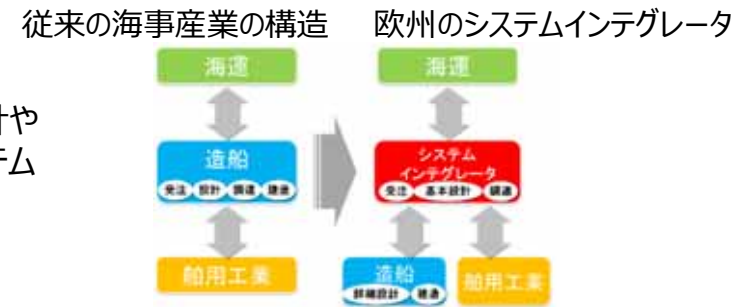 従来の海事産業の構造
欧州のシステムインテグレータ
計や
テム
海運
造船
受注 設計 調達 建造
舶用工業
海運
システム
インテグレータ
受注 基本設計 調達
造船
詳細設計 建造
舶用工業